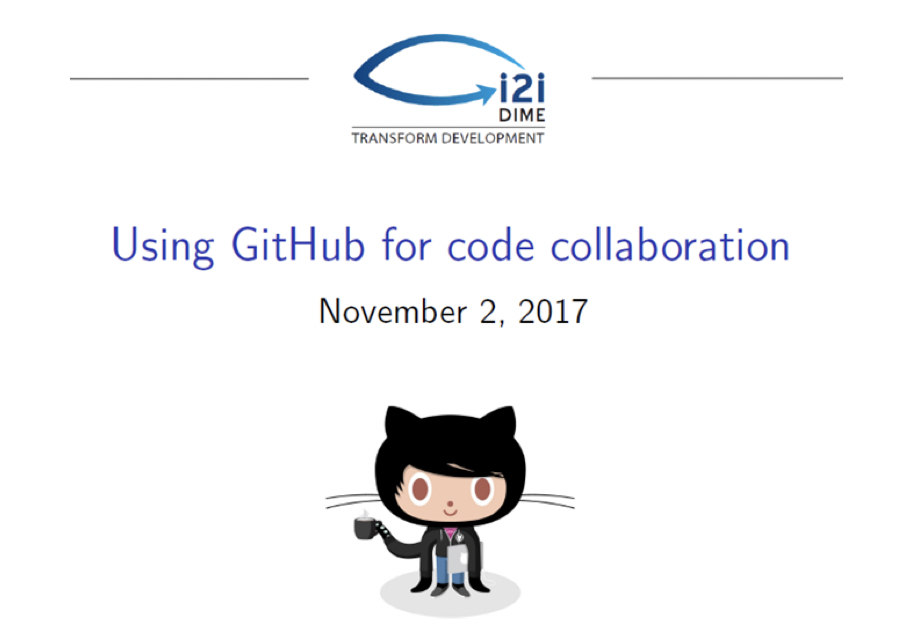 i2i
DIME
TRANSFORM DEVELOPMENT
Using GitHub for code collaboration
November 2, 2017